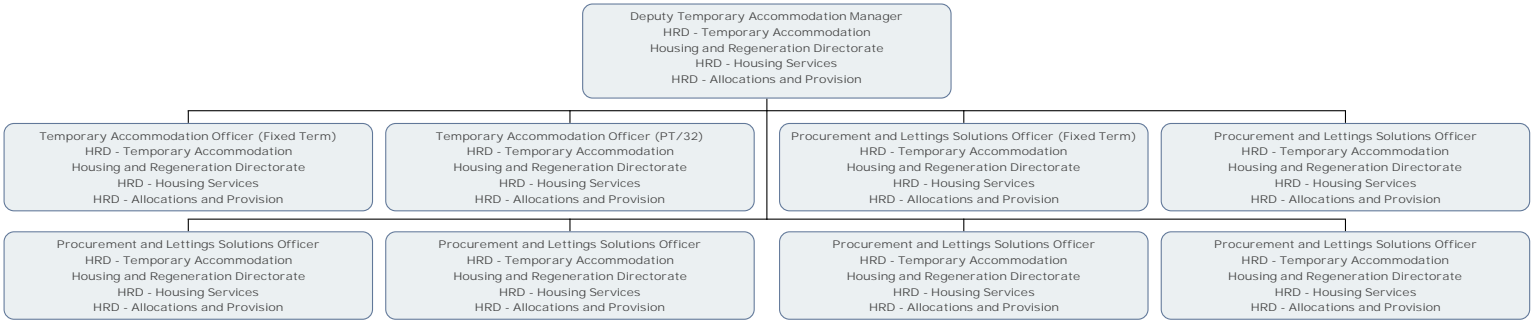 Deputy Temporary Accommodation Manager
HRD - Temporary Accommodation
Housing and Regeneration Directorate
HRD - Housing Services
HRD - Allocations and Provision
Temporary Accommodation Officer (Fixed Term)
HRD - Temporary Accommodation
Housing and Regeneration Directorate
HRD - Housing Services
HRD - Allocations and Provision
Temporary Accommodation Officer (PT/32)
HRD - Temporary Accommodation
Housing and Regeneration Directorate
HRD - Housing Services
HRD - Allocations and Provision
Procurement and Lettings Solutions Officer (Fixed Term)
HRD - Temporary Accommodation
Housing and Regeneration Directorate
HRD - Housing Services
HRD - Allocations and Provision
Procurement and Lettings Solutions Officer
HRD - Temporary Accommodation
Housing and Regeneration Directorate
HRD - Housing Services
HRD - Allocations and Provision
Procurement and Lettings Solutions Officer
HRD - Temporary Accommodation
Housing and Regeneration Directorate
HRD - Housing Services
HRD - Allocations and Provision
Procurement and Lettings Solutions Officer
HRD - Temporary Accommodation
Housing and Regeneration Directorate
HRD - Housing Services
HRD - Allocations and Provision
Procurement and Lettings Solutions Officer
HRD - Temporary Accommodation
Housing and Regeneration Directorate
HRD - Housing Services
HRD - Allocations and Provision
Procurement and Lettings Solutions Officer
HRD - Temporary Accommodation
Housing and Regeneration Directorate
HRD - Housing Services
HRD - Allocations and Provision